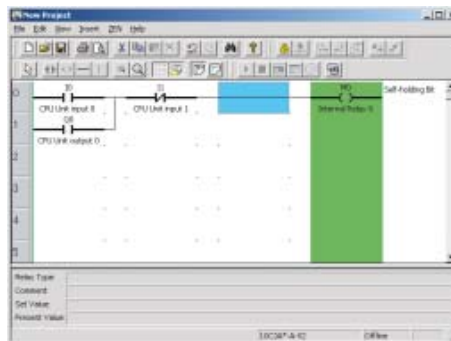 New Project
File Edit View Insert ZEN Help
0
I0
I1
M0
Self-holding Bit
CPU Unit input 0
CPU Unit input 1
Internal Relay 0
1
Q0
CPU Unit output 0
2
3
4
5
Relay Type
Comment
Set Value
Present Value
Offline